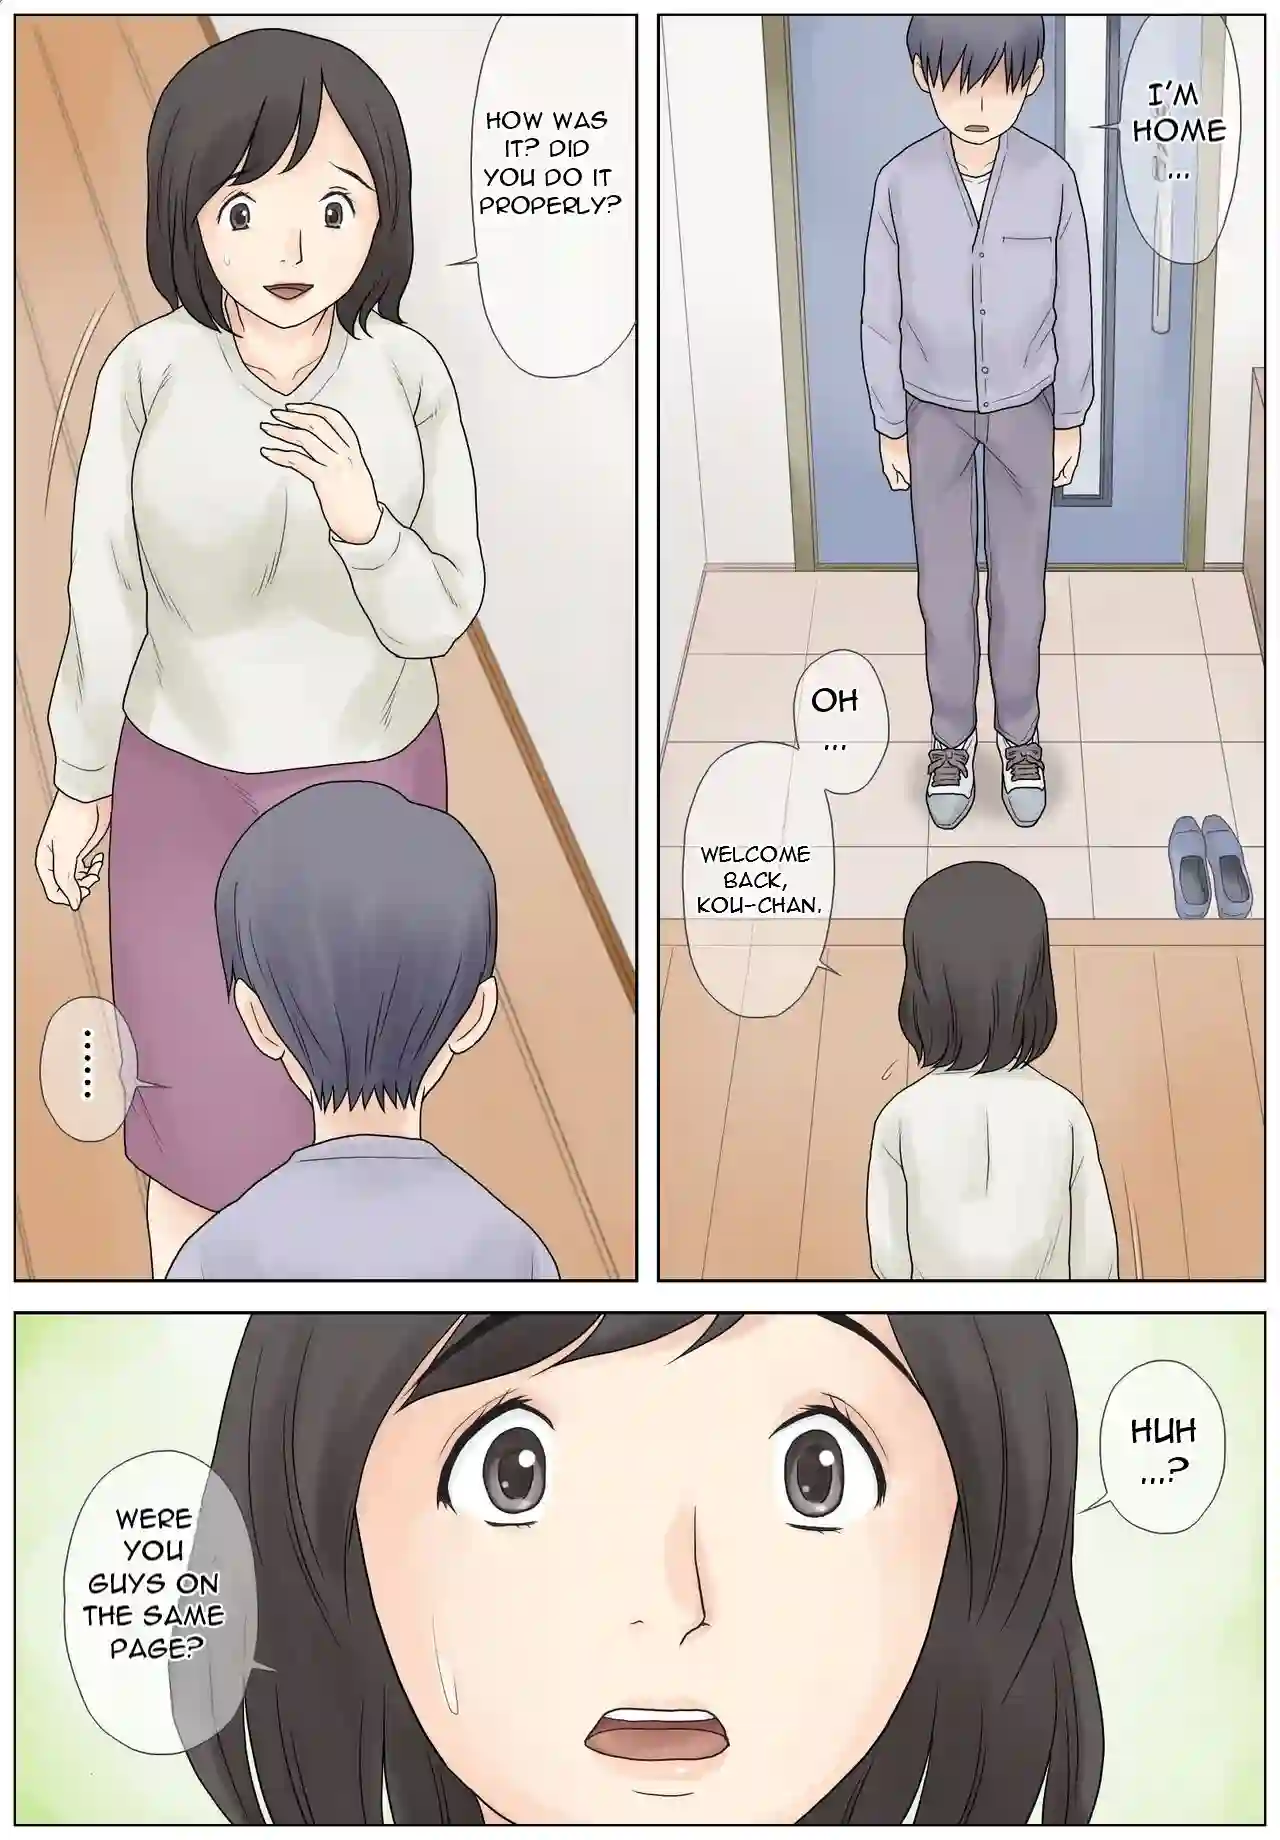 I'M
HOME
...
OH
...
WELCOME
BACK,
KOU-CHAN.
HOW WAS
IT? DID
YOU DO IT
PROPERLY?
......
HUH
...?
WERE
YOU
GUYS ON
THE SAME
PAGE?